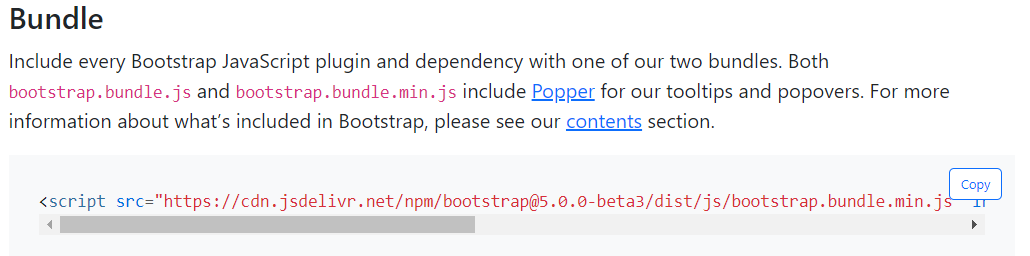 Bundle
Include every Bootstrap JavaScript plugin and dependency with one of our two bundles. Both
bootstrap.bundle.js and bootstrap.bundle.min.js include Popper for our tooltips and popovers. For more
information about what’s included in Bootstrap, please see our contents section.
Copy
<script src="https://cdn.jsdelivr.net/npm/bootstrap@5.0.0-beta3/dist/js/bootstrap.bundle.min.js"